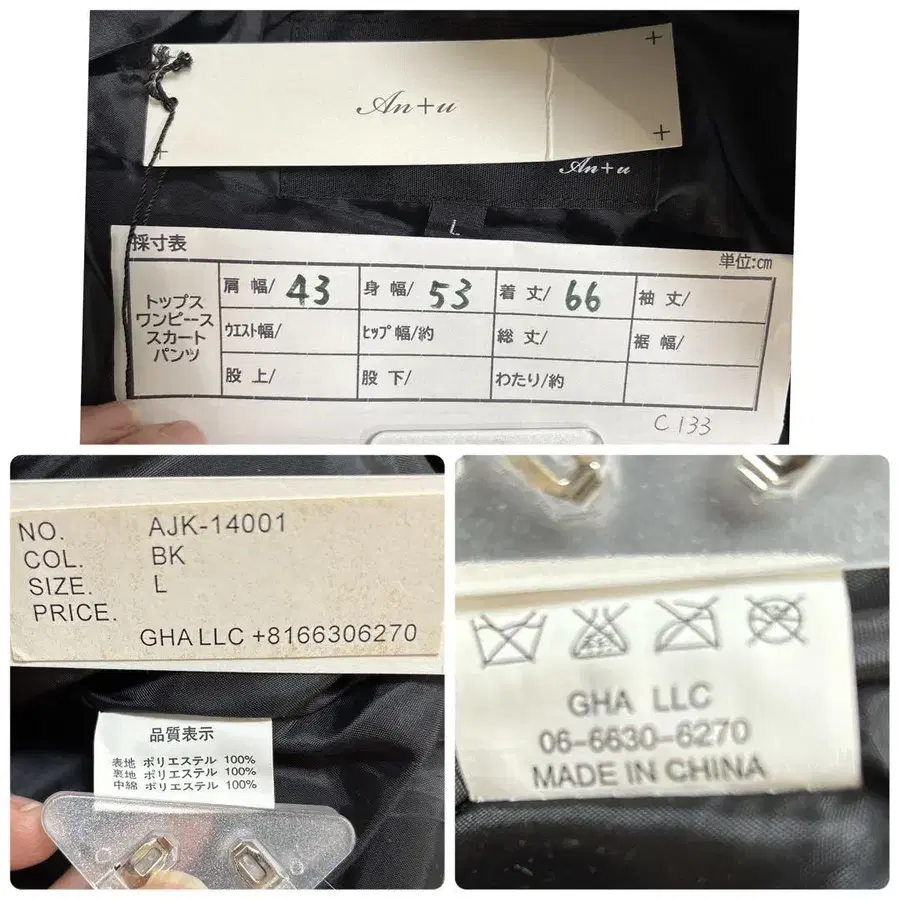 An+u
An+u
L
採寸表
単位:cm
トップス
ワンピース
スカート
パンツ
肩 幅/ 43 身 幅/ 53 着 丈/ 66 袖 丈/
ウエスト幅/ ヒップ幅/約 総 丈/ 裾 幅/
股 上/ 股 下/ わたり/約
C133
NO. AJK-14001
COL. BK
SIZE. L
PRICE.
GHA LLC +8166306270
品質表示
表地 ポリエステル 100%
裏地 ポリエステル 100%
中綿 ポリエステル 100%
GHA LLC
06-6630-6270
MADE IN CHINA